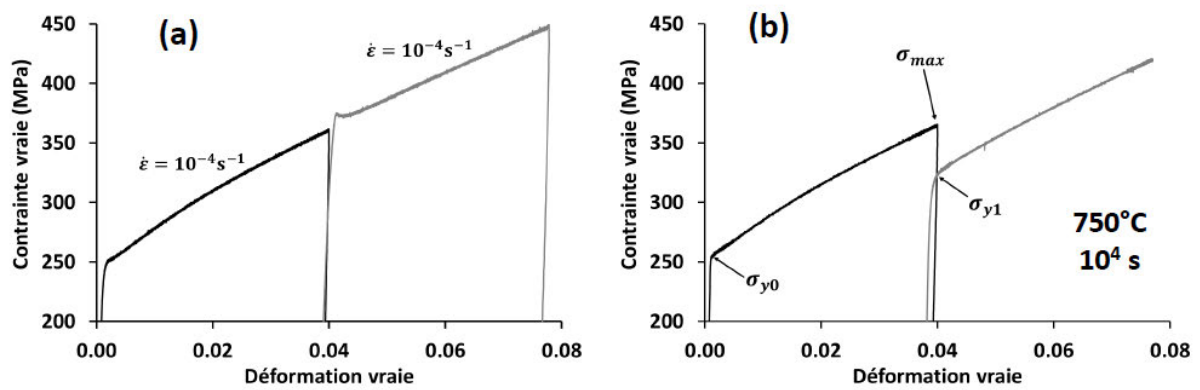 (a)
Contrainte vraie (MPa)
450
400
350
300
250
200
ε̇ = 10⁻⁴s⁻¹
ε̇ = 10⁻⁴s⁻¹
0.00 0.02 0.04 0.06 0.08
Déformation vraie
(b)
Contrainte vraie (MPa)
450
400
350
300
250
200
σmax
σy1
σy0
750°C
10⁴ s
0.00 0.02 0.04 0.06 0.08
Déformation vraie